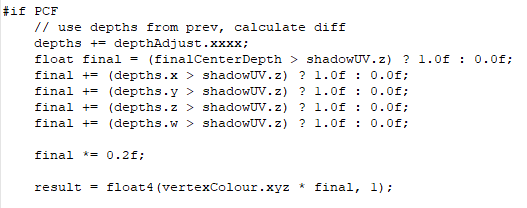 #if PCF
// use depths from prev, calculate diff
depths += depthAdjust.xxxx;
float final = (finalCenterDepth > shadowUV.z) ? 1.0f : 0.0f;
final += (depths.x > shadowUV.z) ? 1.0f : 0.0f;
final += (depths.y > shadowUV.z) ? 1.0f : 0.0f;
final += (depths.z > shadowUV.z) ? 1.0f : 0.0f;
final += (depths.w > shadowUV.z) ? 1.0f : 0.0f;
final *= 0.2f;
result = float4(vertexColour.xyz * final, 1);